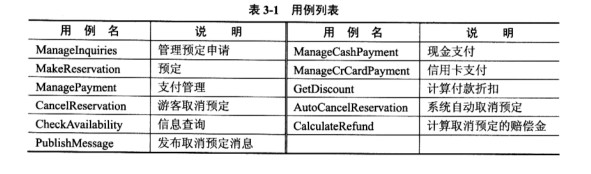 表 3-1 用例列表
用 例 名 说 明 用 例 名 说 明
ManageInquiries 管理预定申请 ManageCashPayment 现金支付
MakeReservation 预定 ManageCrCardPayment 信用卡支付
ManagePayment 支付管理 GetDiscount 计算付款折扣
CancelReservation 游客取消预定 AutoCancelReservation 系统自动取消预定
CheckAvailability 信息查询 CalculateRefund 计算取消预定的赔偿金
PublishMessage 发布取消预定消息